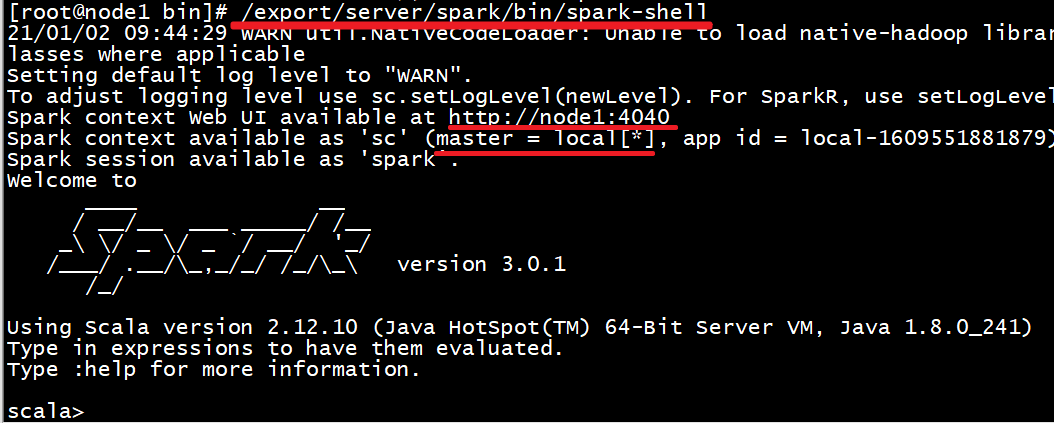 [root@node1 bin]# /export/server/spark/bin/spark-shell
21/01/02 09:44:29 WARN util.NativeCodeLoader: Unable to load native-hadoop librar
lasses where applicable
Setting default log level to "WARN".
To adjust logging level use sc.setLogLevel(newLevel). For SparkR, use setLogLevel
Spark context Web UI available at http://node1:4040
Spark context available as 'sc' (master = local[*], app id = local-1609551881879)
Spark session available as 'spark'.
Welcome to
Spark version 3.0.1
Using Scala version 2.12.10 (Java HotSpot(TM) 64-Bit Server VM, Java 1.8.0_241)
Type in expressions to have them evaluated.
Type :help for more information.
scala>